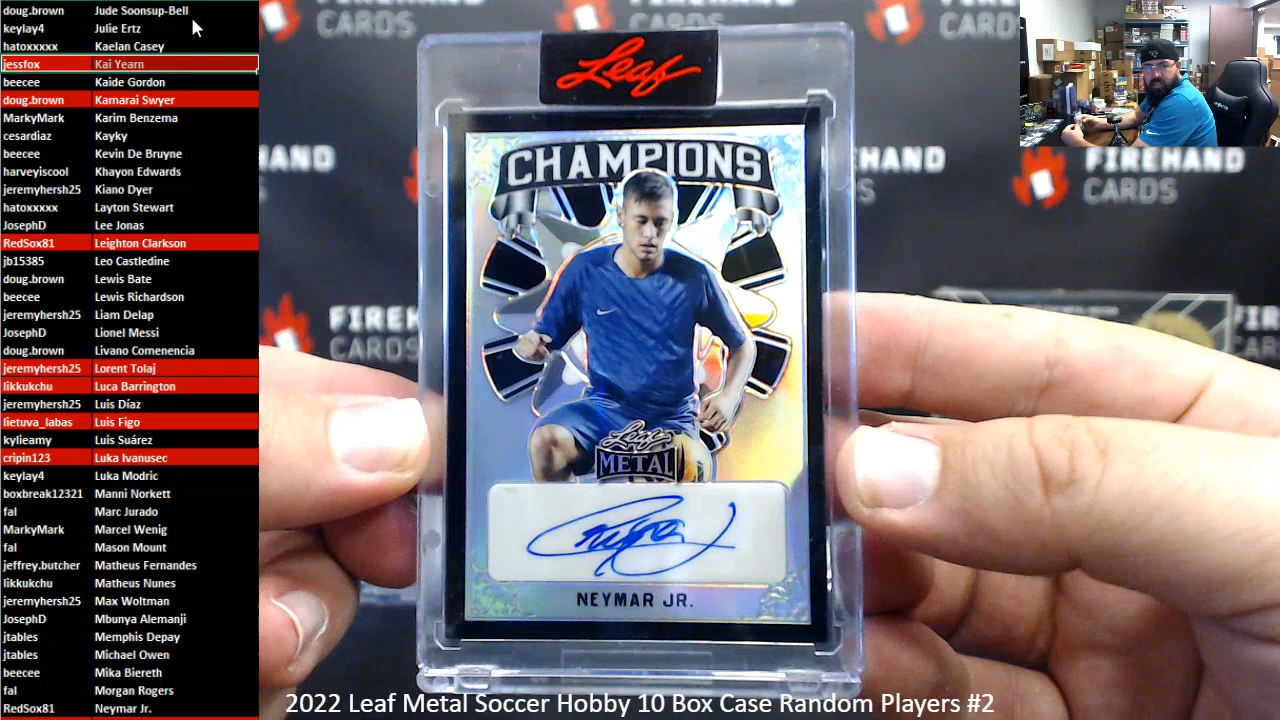 doug.brown Jude Soonsup-Bell
keylay4 Julie Ertz
hatoxxxxx Kaelan Casey
jessfox Kai Yearn
beecee Kaide Gordon
doug.brown Kamarai Swyer
MarkyMark Karim Benzema
cesardiaz Kayky
beecee Kevin De Bruyne
harveyiscool Khayon Edwards
jeremyhersh25 Kiano Dyer
hatoxxxxx Layton Stewart
JosephD Lee Jonas
RedSox81 Leighton Clarkson
jb15385 Leo Castledine
doug.brown Lewis Bate
beecee Lewis Richardson
jeremyhersh25 Liam Delap
JosephD Lionel Messi
doug.brown Livano Comenencia
jeremyhersh25 Lorent Tolaj
likkukchu Luca Barrington
jeremyhersh25 Luis Díaz
lietuva_labas Luis Figo
kylieamy Luis Suárez
cripin123 Luka Ivanusec
keylay4 Luka Modric
boxbreak12321 Manni Norkett
fal Marc Jurado
MarkyMark Marcel Wenig
fal Mason Mount
jeffrey.butcher Matheus Fernandes
likkukchu Matheus Nunes
jeremyhersh25 Max Woltman
JosephD Mbunya Alemanji
jtables Memphis Depay
jtables Michael Owen
beecee Mika Biereth
fal Morgan Rogers
RedSox81 Neymar Jr.
FIREHAND
CARDS
Leaf
CHAMPIONS
Leaf
METAL
NEYMAR JR.
FIREHAND
CARDS
2022 Leaf Metal Soccer Hobby 10 Box Case Random Players #2